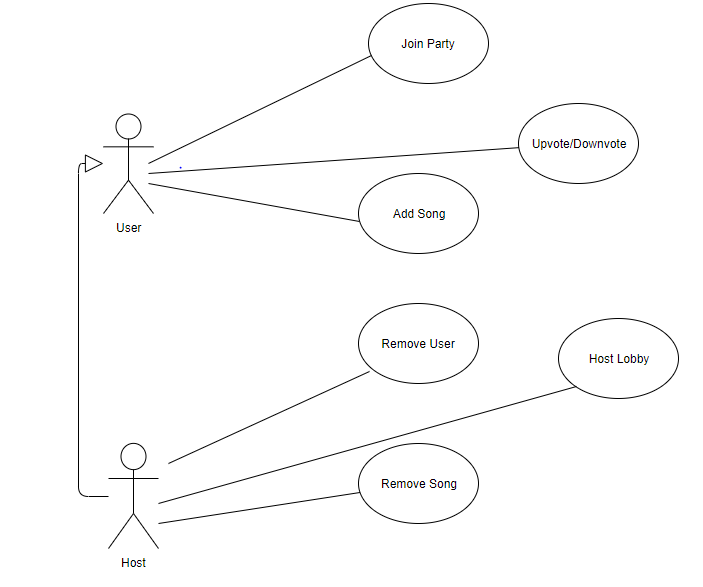 Join Party
Upvote/Downvote
Add Song
User
Remove User
Host Lobby
Remove Song
Host